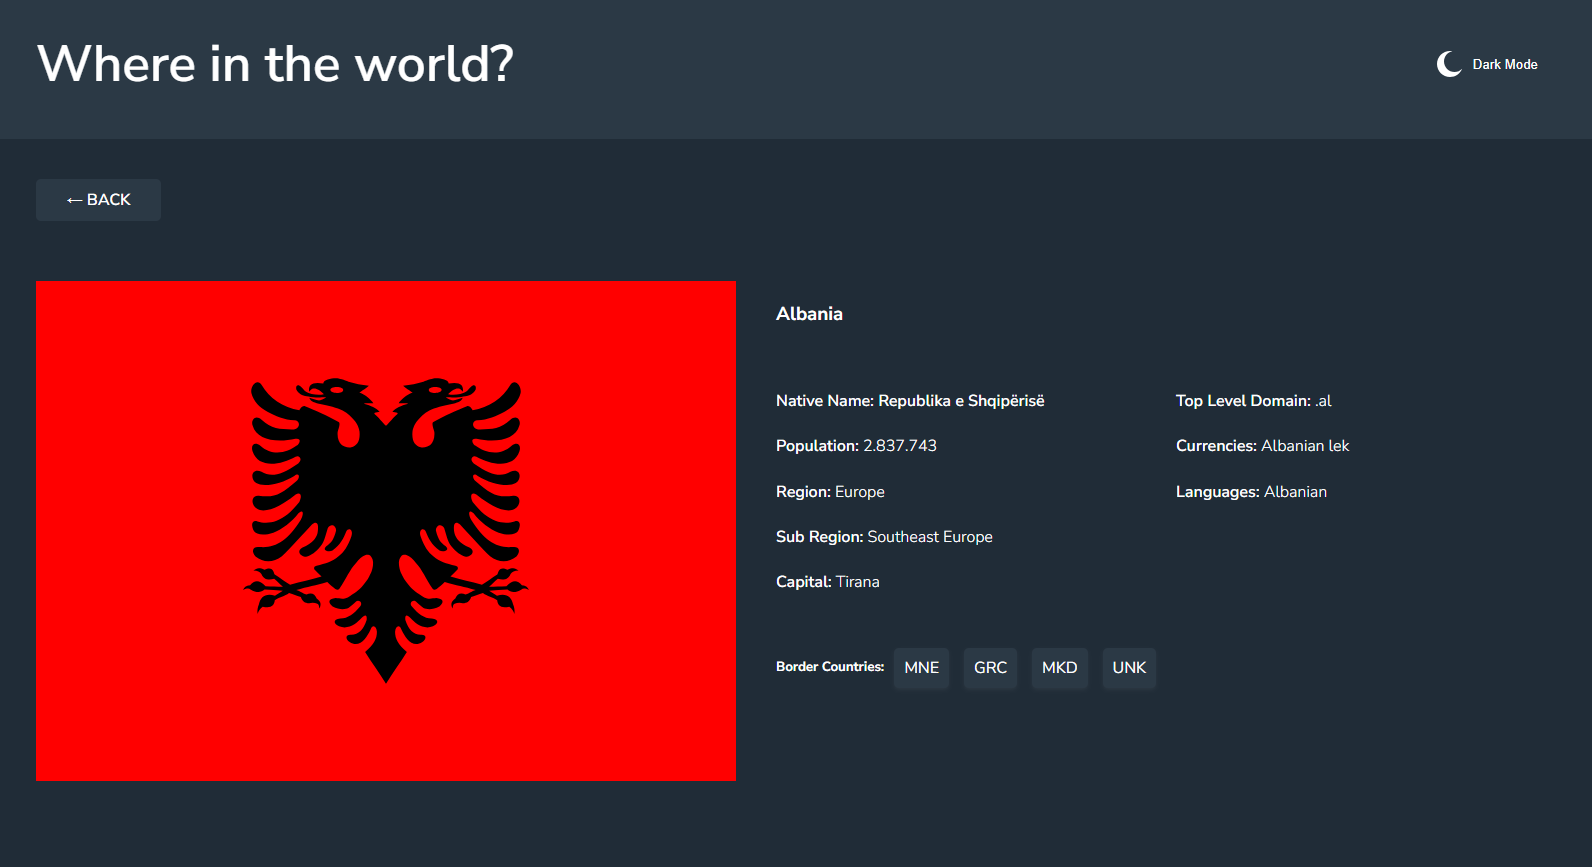 Where in the world?
Dark Mode
← BACK
Albania
Native Name: Republika e Shqipërisë
Population: 2.837.743
Region: Europe
Sub Region: Southeast Europe
Capital: Tirana
Top Level Domain: .al
Currencies: Albanian lek
Languages: Albanian
Border Countries: MNE GRC MKD UNK